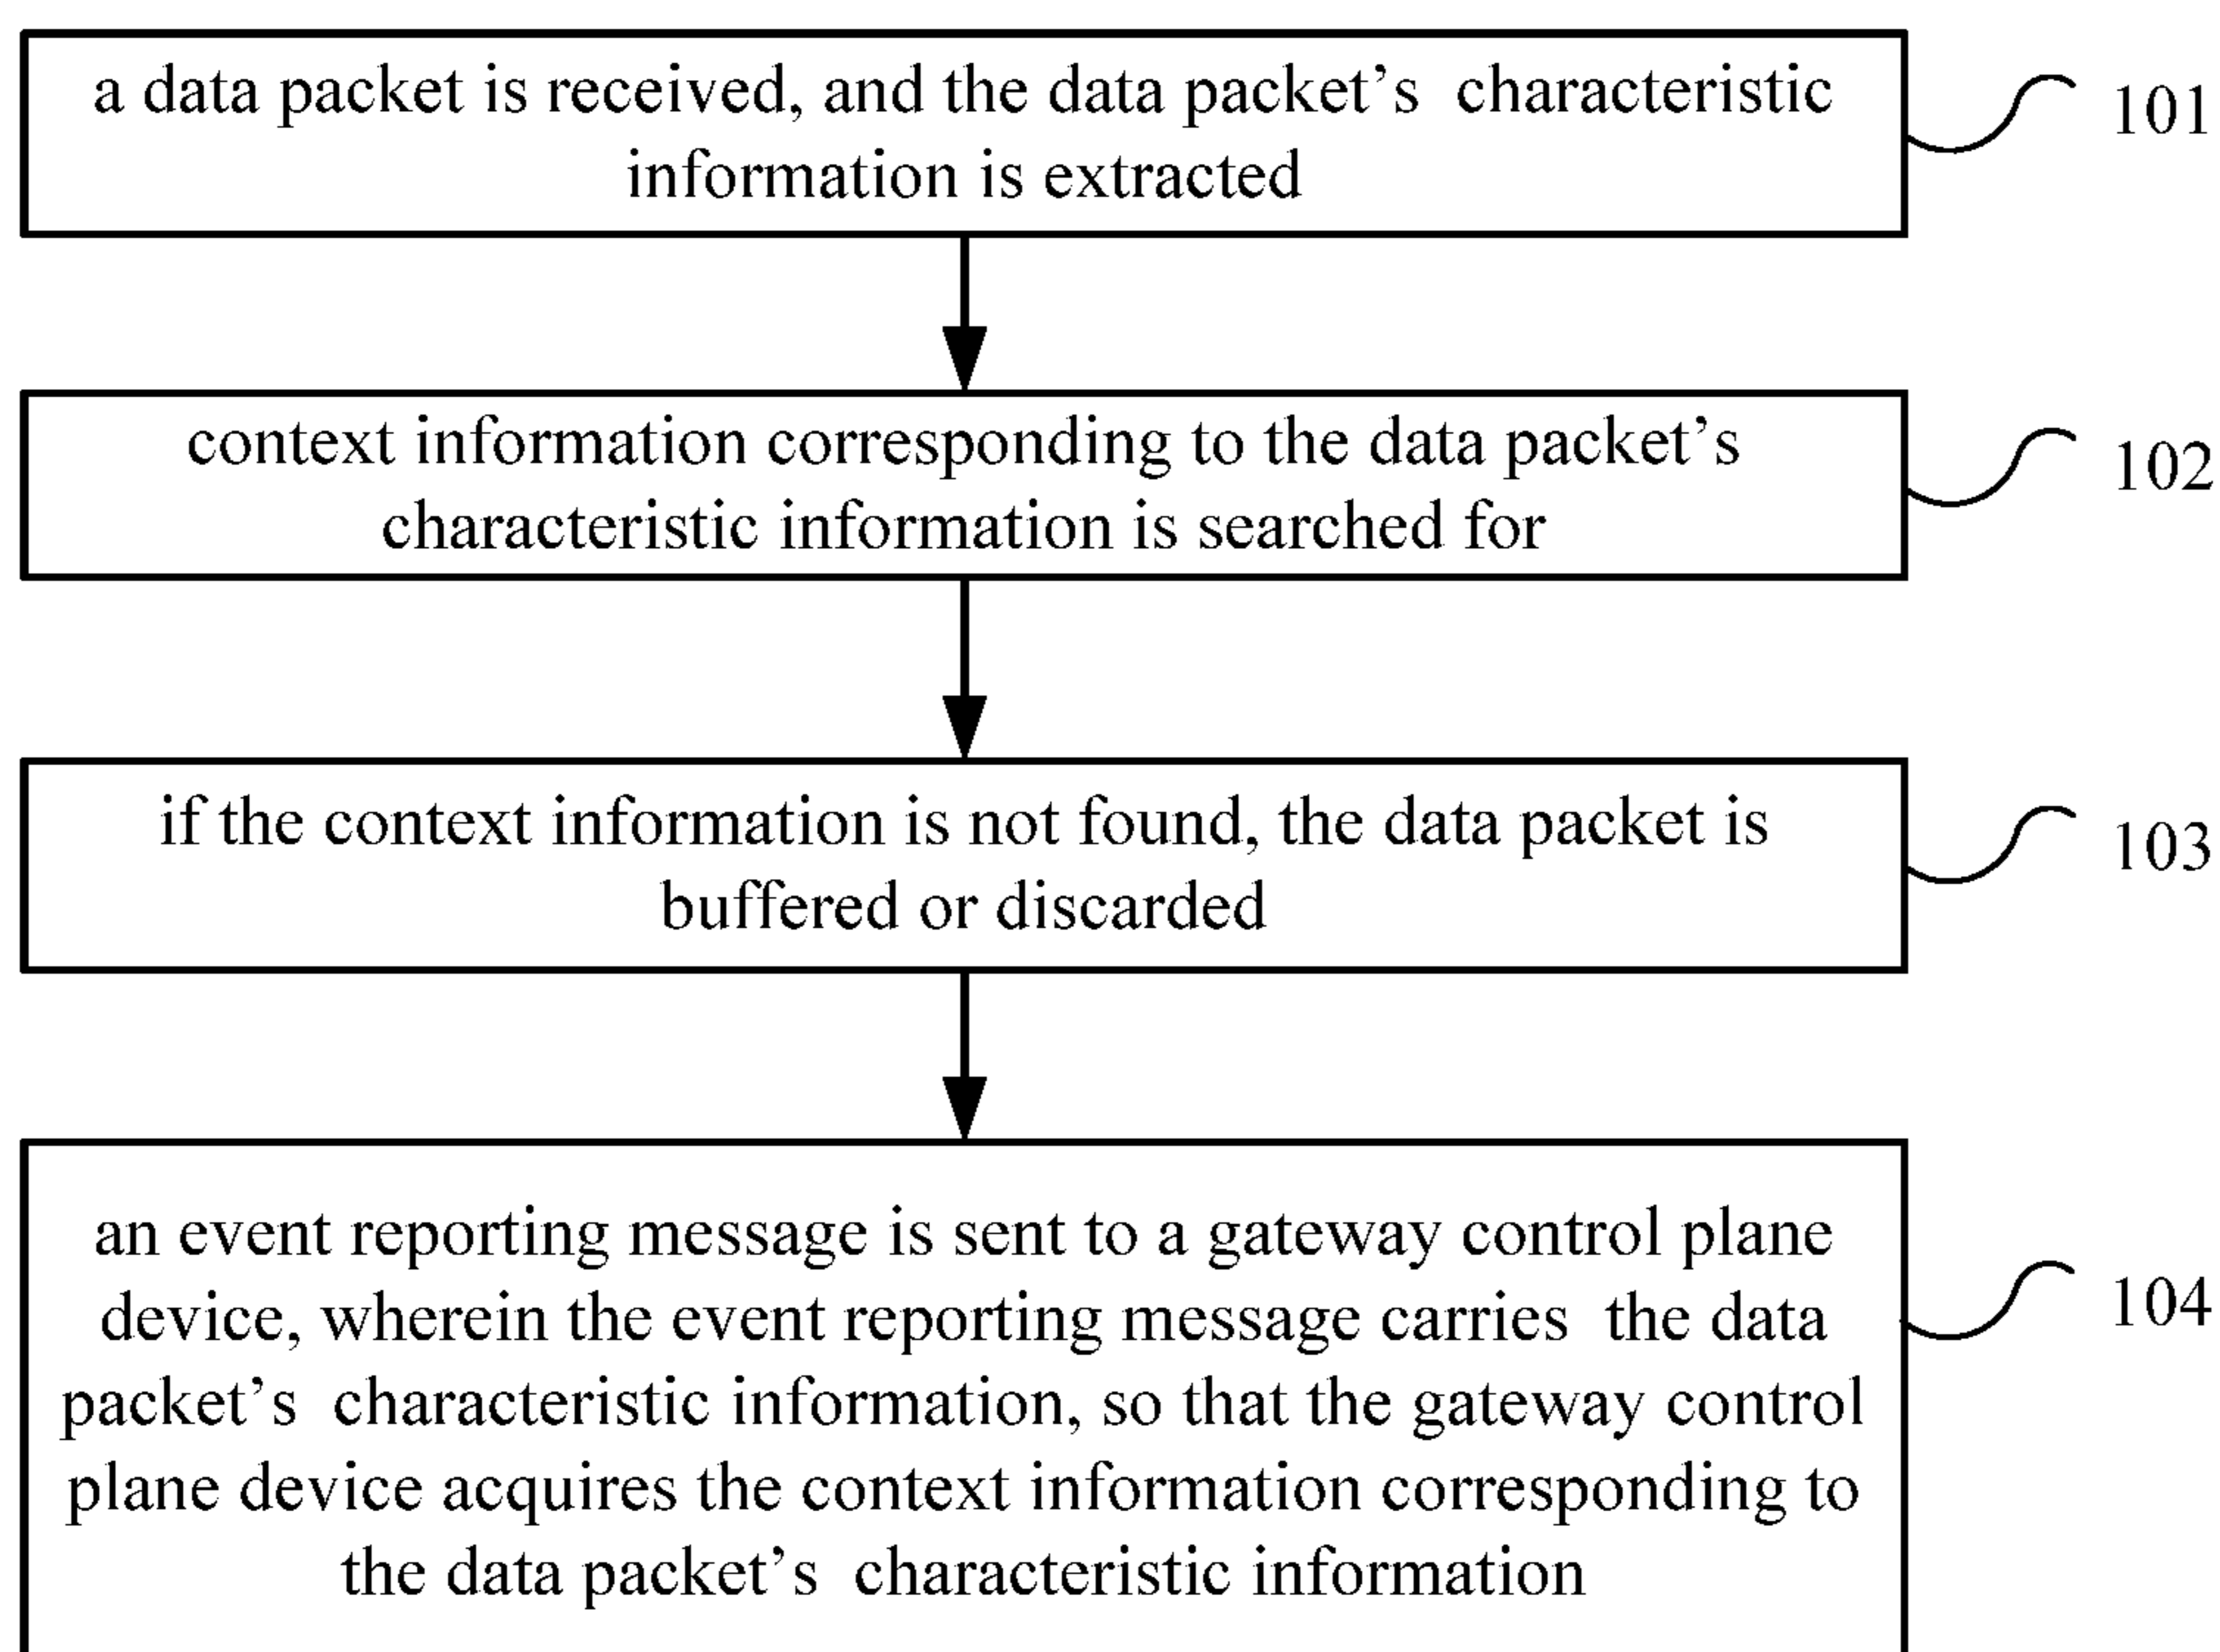 a data packet is received, and the data packet’s characteristic
information is extracted
101
context information corresponding to the data packet’s
characteristic information is searched for
102
if the context information is not found, the data packet is
buffered or discarded
103
an event reporting message is sent to a gateway control plane
device, wherein the event reporting message carries the data
packet’s characteristic information, so that the gateway control
plane device acquires the context information corresponding to
the data packet’s characteristic information
104